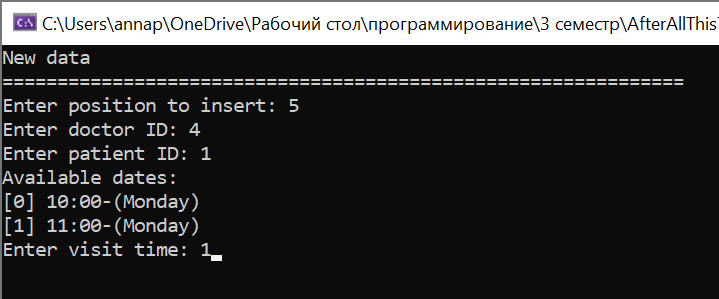 C:\Users\annap\OneDrive\Рабочий стол\программирование\3 семестр\AfterAllThis
New data
==============================================================
Enter position to insert: 5
Enter doctor ID: 4
Enter patient ID: 1
Available dates:
[0] 10:00-(Monday)
[1] 11:00-(Monday)
Enter visit time: 1